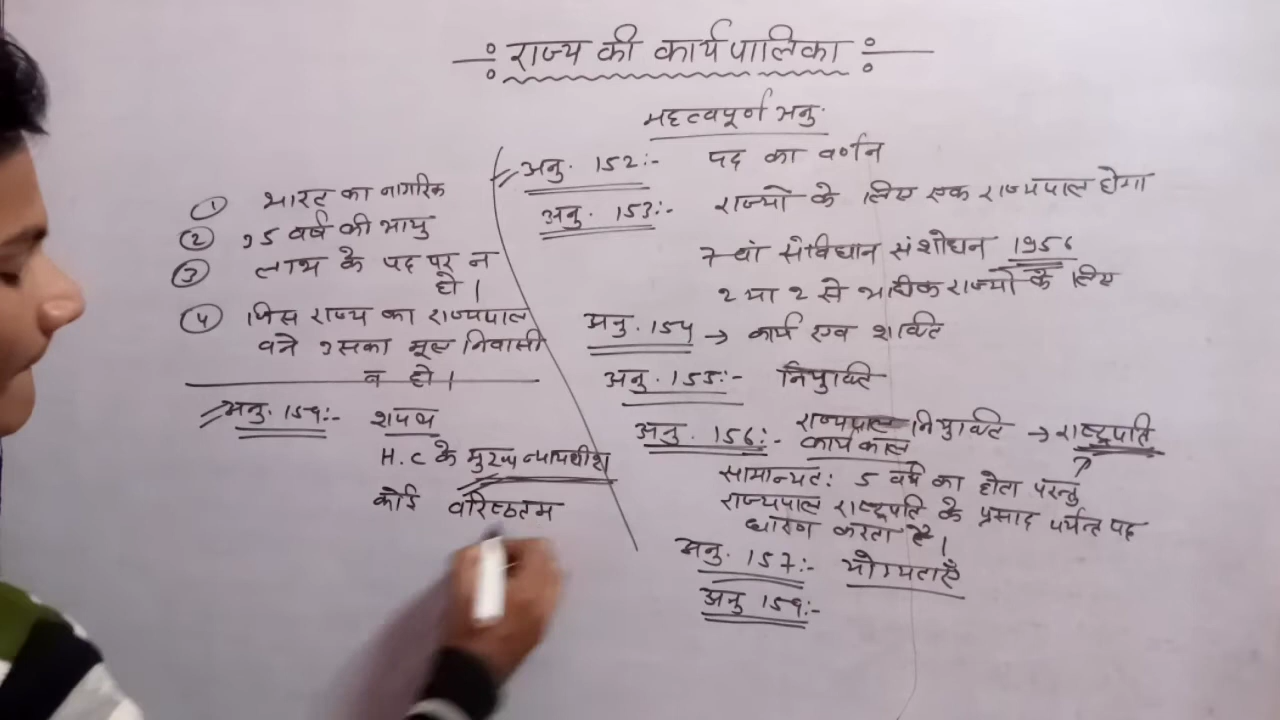 राज्य की कार्यपालिका
महत्वपूर्ण अनु.
अनु. 152:- पद का वर्णन
अनु. 153:- राज्यो के लिए एक राज्यपाल होगा
7 वां संविधान संशोधन 1956
2 या 2 से अधिक राज्यों के लिए
अनु. 154 → कार्य एवं शक्ति
अनु. 155:- नियुक्ति
राज्यपाल नियुक्ति → राष्ट्रपति
अनु. 156:- कार्यकाल
सामान्यत: 5 वर्ष का होता परन्तु
राज्यपाल राष्ट्रपति के प्रसाद पर्यन्त पद
धारण करता है।
अनु. 157:- योग्यताएँ
अनु 159:-
① भारत का नागरिक
② 35 वर्ष की आयु
③ लाभ के पद पर न
हो।
④ जिस राज्य का राज्यपाल
बने उसका मूल निवासी
न हो।
अनु. 159:- शपथ
H.C के मुख्य न्यायधीश
कोई वरिष्ठतम